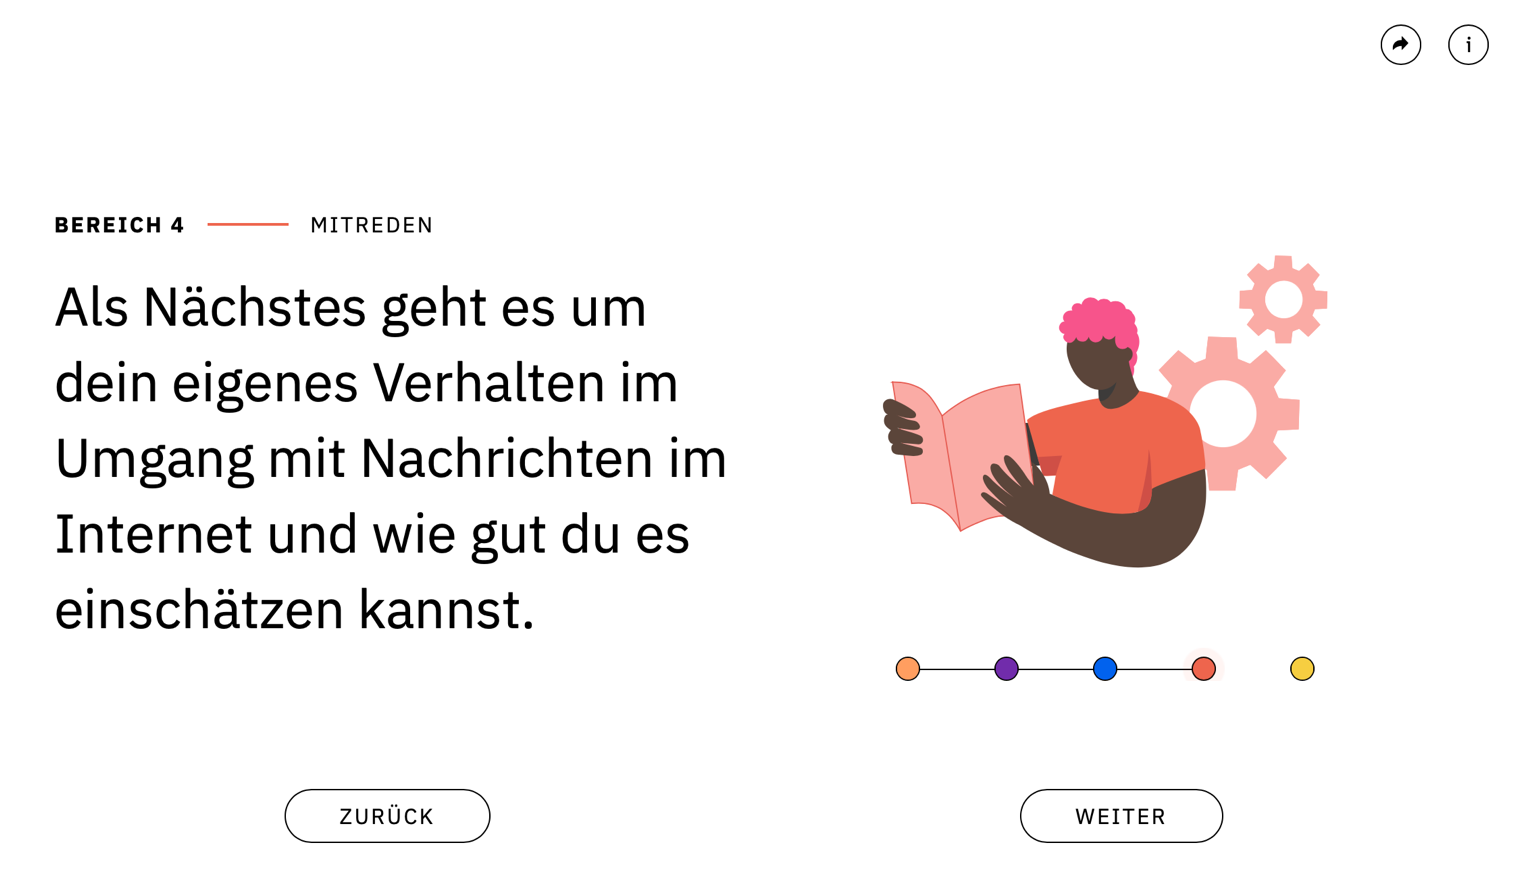 BEREICH 4 MITREDEN
Als Nächstes geht es um
dein eigenes Verhalten im
Umgang mit Nachrichten im
Internet und wie gut du es
einschätzen kannst.
ZURÜCK
WEITER